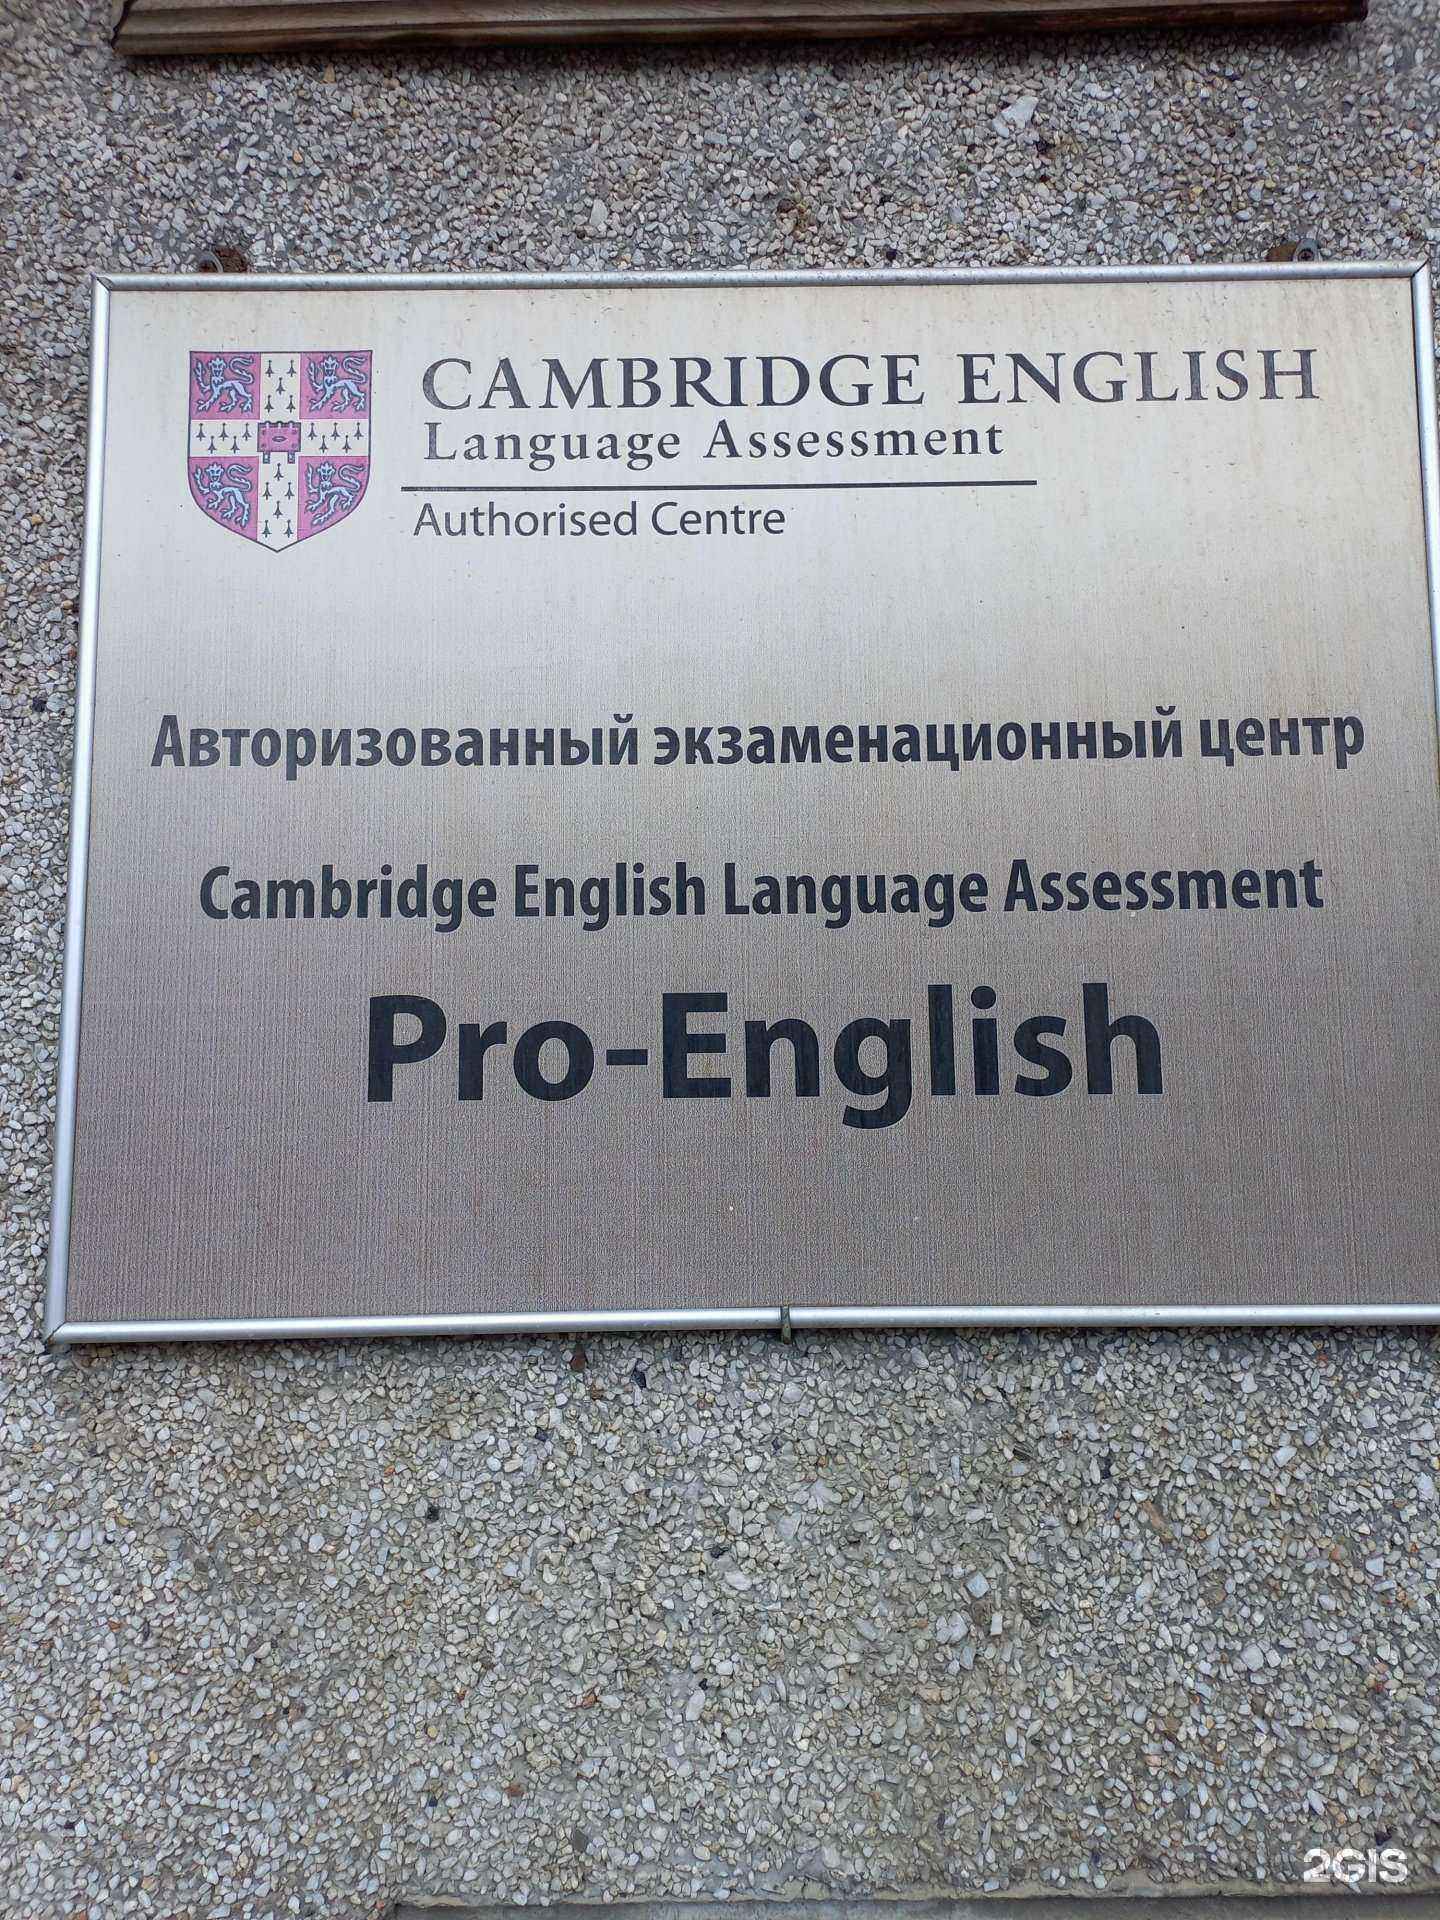 CAMBRIDGE ENGLISH
Language Assessment
Authorised Centre
Авторизованный экзаменационный центр
Cambridge English Language Assessment
Pro-English
2GIS